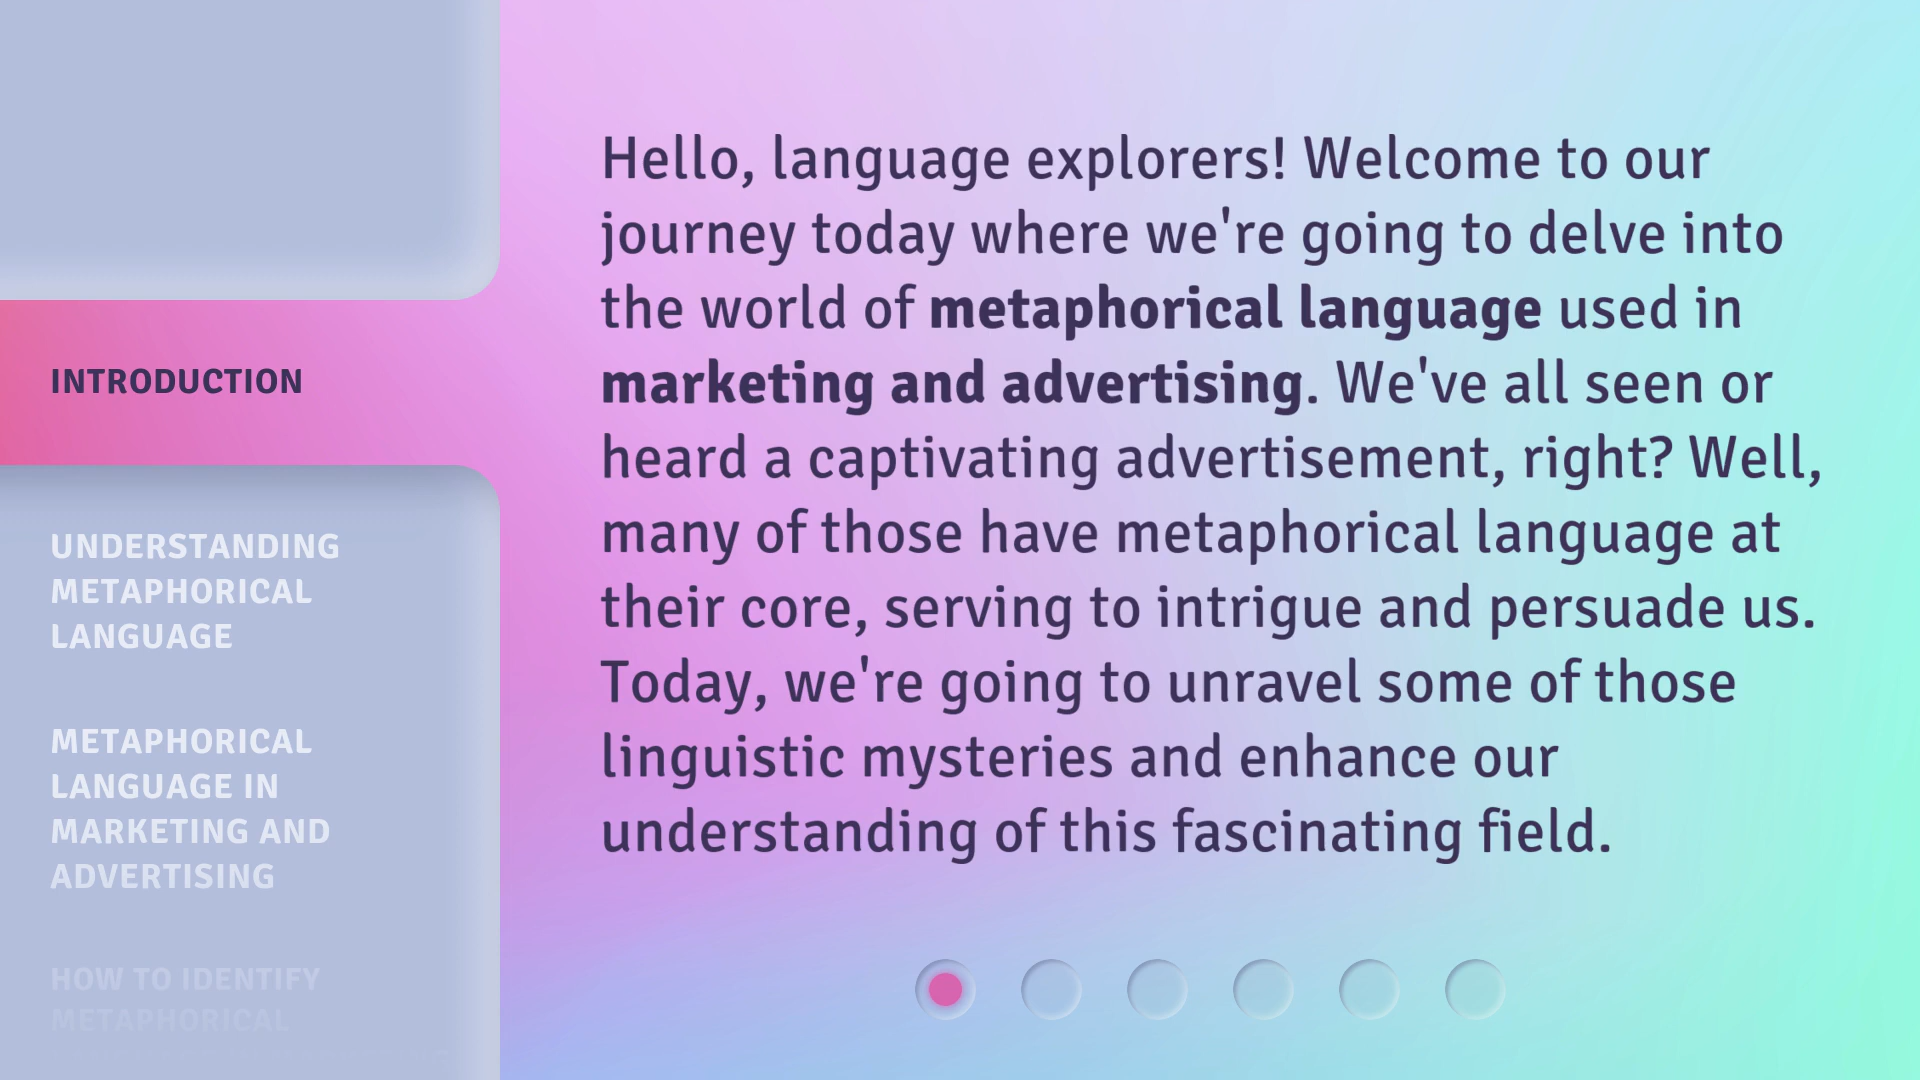 INTRODUCTION
UNDERSTANDING
METAPHORICAL
LANGUAGE
METAPHORICAL
LANGUAGE IN
MARKETING AND
ADVERTISING
HOW TO IDENTIFY
METAPHORICAL
Hello, language explorers! Welcome to our
journey today where we're going to delve into
the world of metaphorical language used in
marketing and advertising. We've all seen or
heard a captivating advertisement, right? Well,
many of those have metaphorical language at
their core, serving to intrigue and persuade us.
Today, we're going to unravel some of those
linguistic mysteries and enhance our
understanding of this fascinating field.